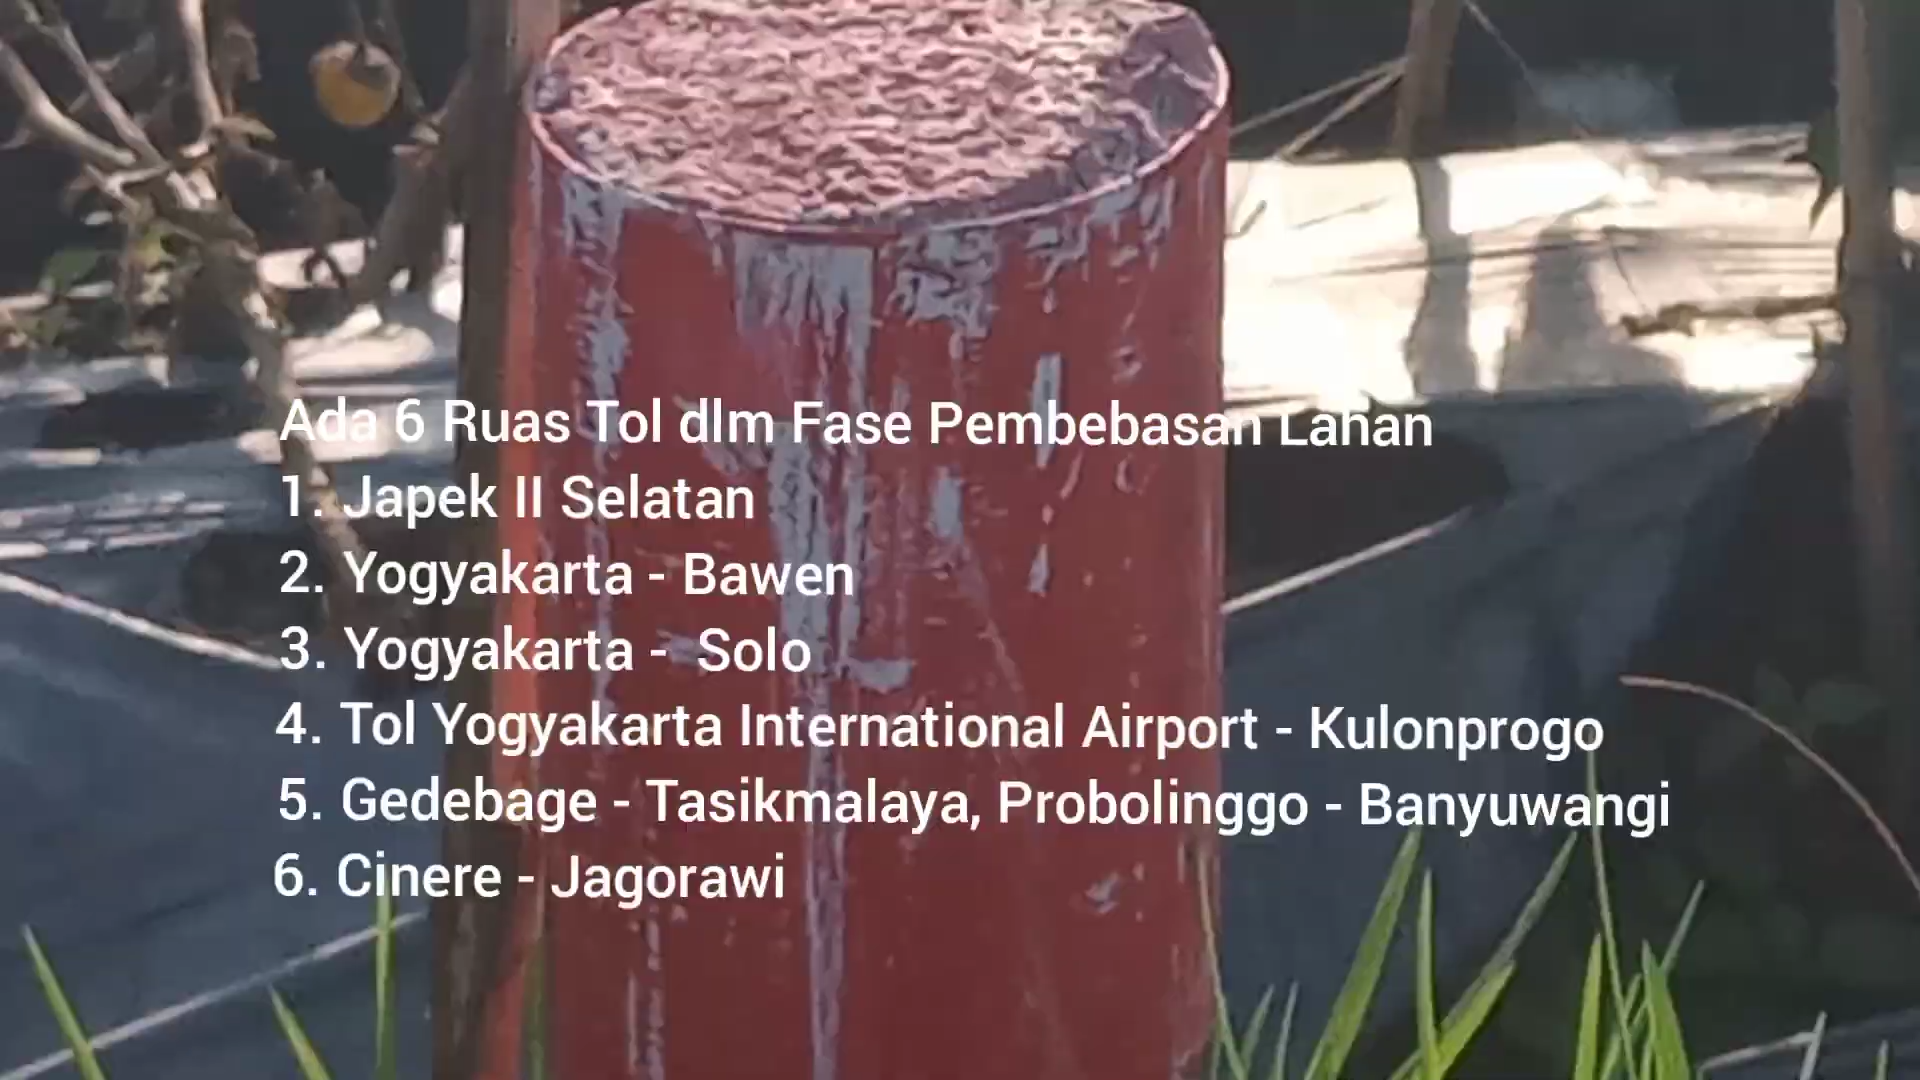 Ada 6 Ruas Tol dlm Fase Pembebasan Lahan
1. Japek II Selatan
2. Yogyakarta - Bawen
3. Yogyakarta - Solo
4. Tol Yogyakarta International Airport - Kulonprogo
5. Gedebage - Tasikmalaya, Probolinggo - Banyuwangi
6. Cinere - Jagorawi